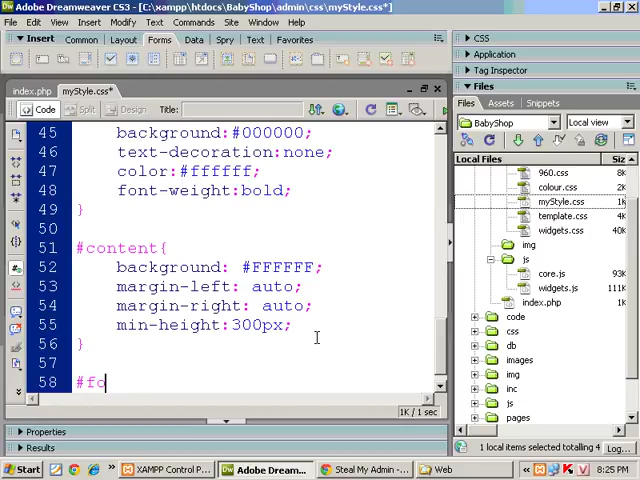 Adobe Dreamweaver CS3 - [C:\xampp\htdocs\BabyShop\admin\css\myStyle.css*]
File Edit View Insert Modify Text Commands Site Window Help
Insert Common Layout Forms Data Spry Text Favorites
index.php myStyle.css*
Code Split Design Title:
45 background:#000000;
46 text-decoration:none;
47 color:#ffffff;
48 font-weight:bold;
49 }
50
51 #content{
52 background: #FFFFFF;
53 margin-left: auto;
54 margin-right: auto;
55 min-height:300px;
56 }
57
58 #fo
1K / 1 sec
Properties
Results
CSS
Application
Tag Inspector
Files
Files Assets Snippets
BabyShop Local view
Local Files Siz
960.css 8K
colour.css 1K
myStyle.css 1K
template.css 2K
widgets.css 6K
img
js
core.js 93K
widgets.js 57K
index.php 1K
code
css
db
images
img
inc
js
pages
1 local items selected totalling 4 Log...
Start XAMPP Control P... Adobe Dream... Steal My Admin - ... Web 8:25 PM